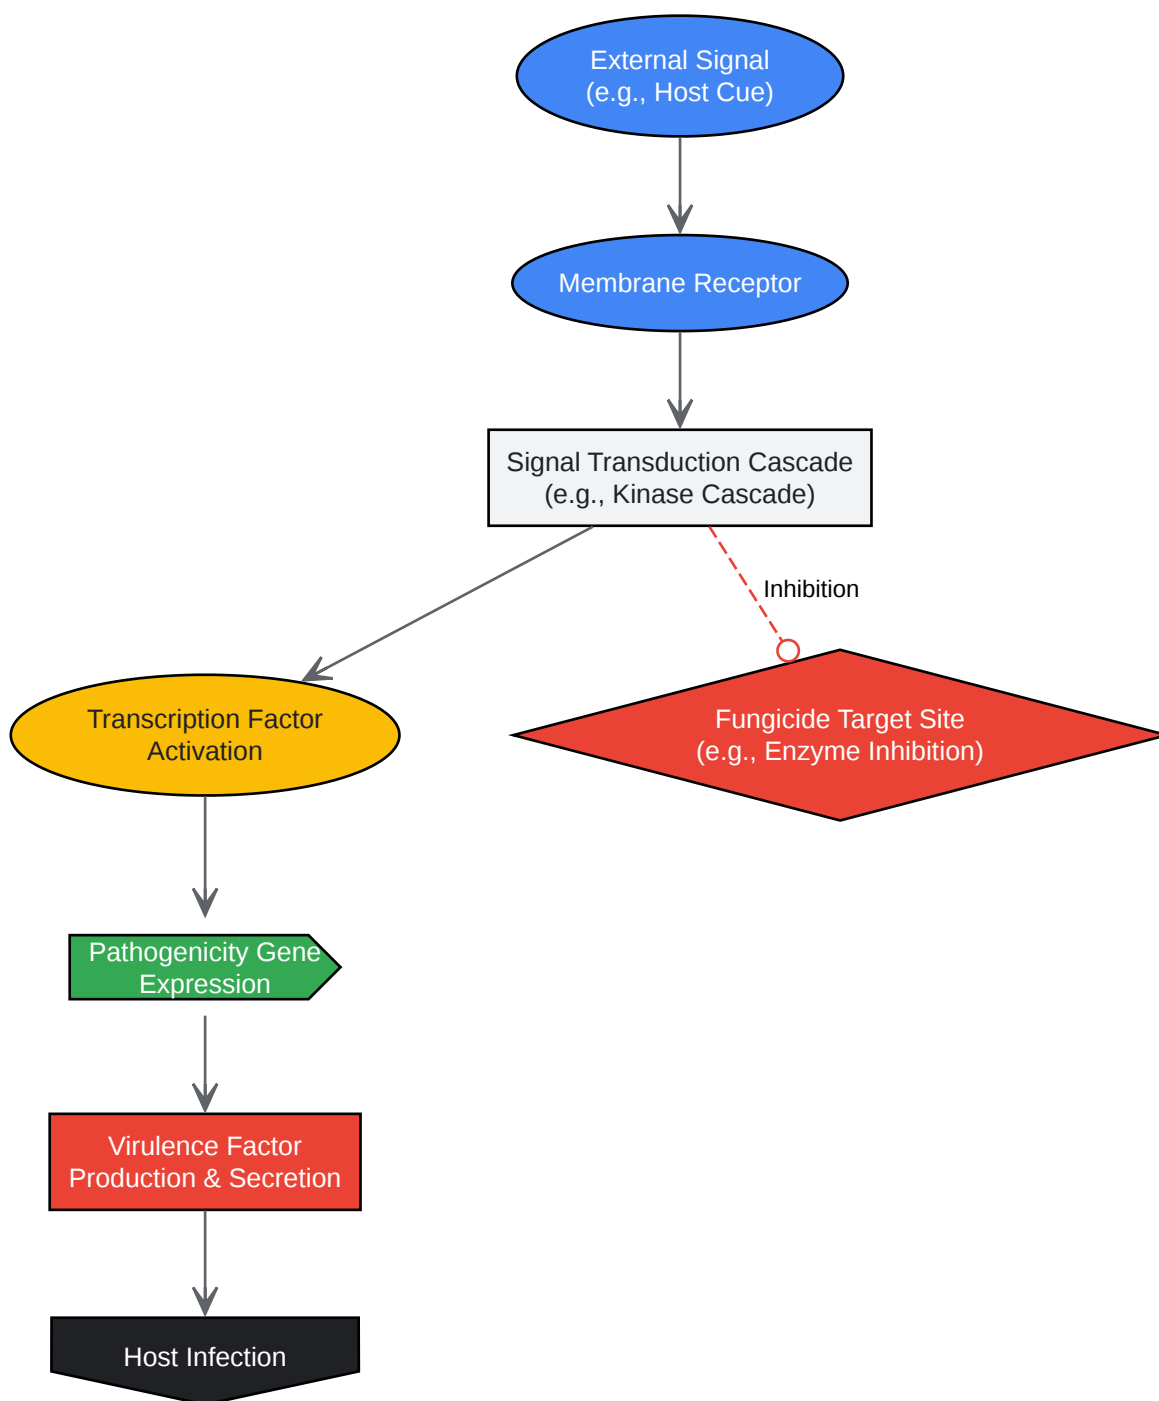 External Signal
(e.g., Host Cue)
Membrane Receptor
Signal Transduction Cascade
(e.g., Kinase Cascade)
Inhibition
Transcription Factor
Activation
Fungicide Target Site
(e.g., Enzyme Inhibition)
Pathogenicity Gene
Expression
Virulence Factor
Production & Secretion
Host Infection